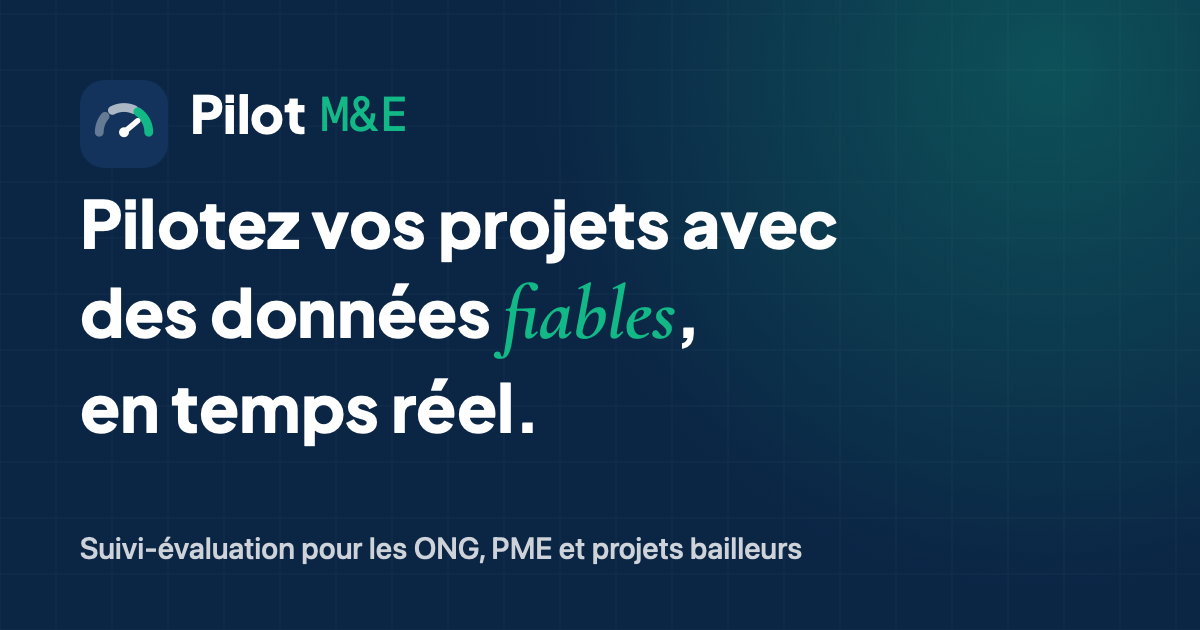 Pilot M&E
Pilotez vos projets avec
des données fiables,
en temps réel.
Suivi-évaluation pour les ONG, PME et projets bailleurs